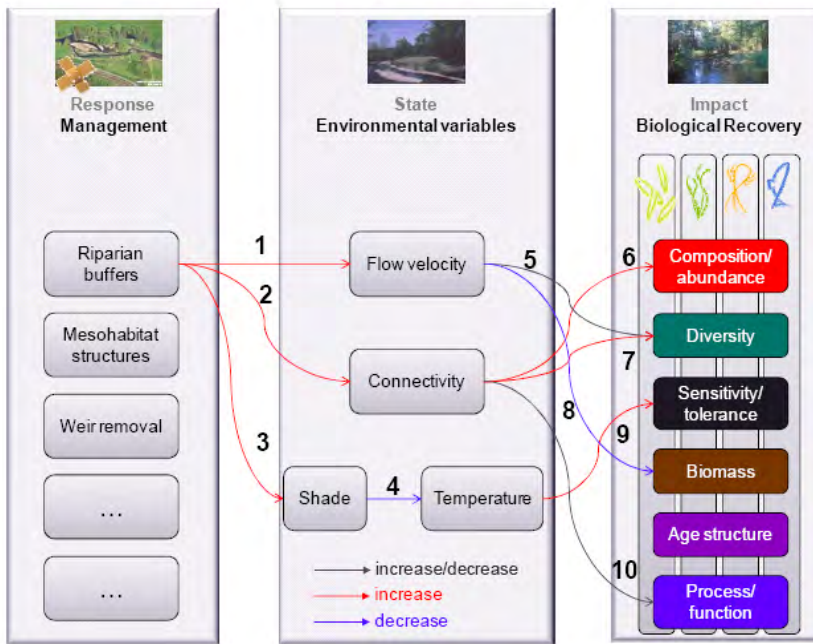 Response
Management
State
Environmental variables
Impact
Biological Recovery
Riparian
buffers
Mesohabitat
structures
Weir removal
...
...
Flow velocity
Connectivity
Shade
Temperature
increase/decrease
increase
decrease
1
2
3
4
5
6
7
8
9
10
Composition/
abundance
Diversity
Sensitivity/
tolerance
Biomass
Age structure
Process/
function